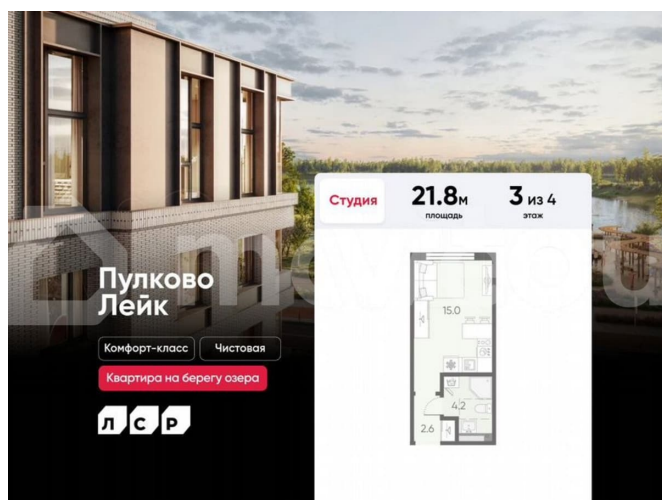 Студия
21.8м
площадь
3 из 4
этаж
Пулково
Лейк
Комфорт-класс
Чистовая
Квартира на берегу озера
ЛСР
15.0
4.2
2.6